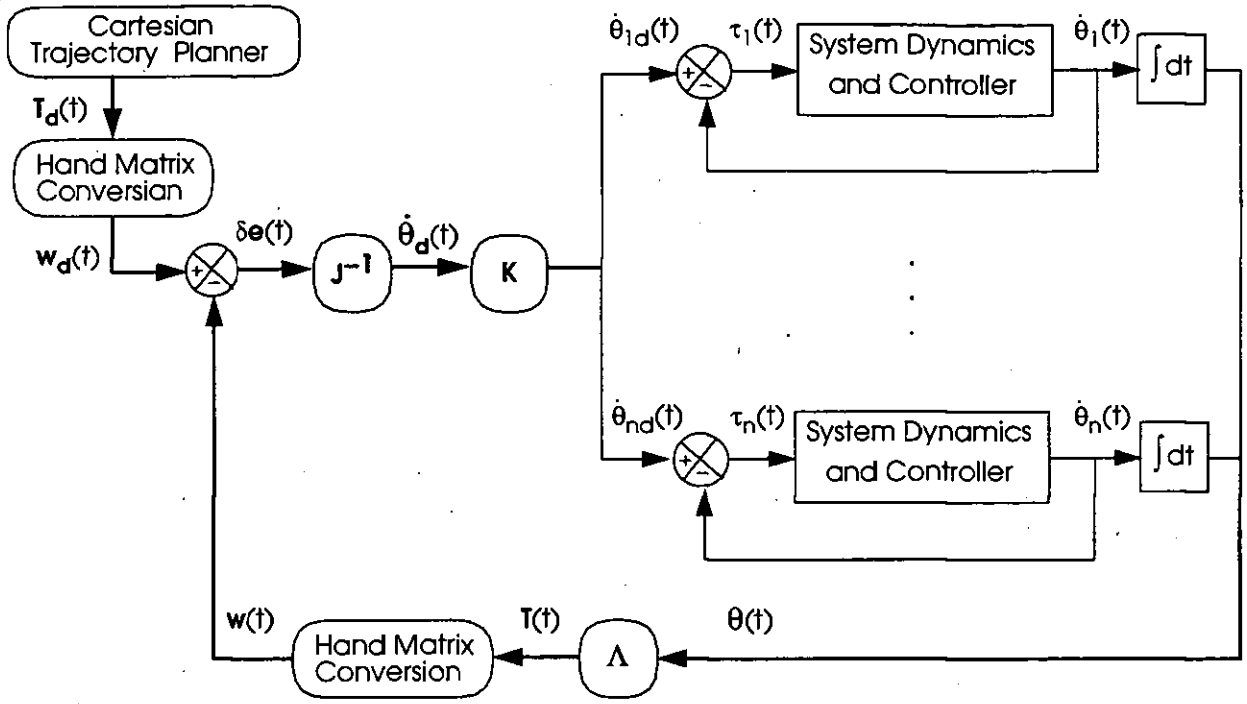 Cartesian
Trajectory Planner
T_d(t)
Hand Matrix
Conversian
w_d(t)
+
−
δe(t)
J⁻¹
θ̇_d(t)
K
θ̇_1d(t)
+
−
τ_1(t)
System Dynamics
and Controller
θ̇_1(t)
∫dt
θ̇_nd(t)
+
−
τ_n(t)
System Dynamics
and Controller
θ̇_n(t)
∫dt
w(t)
Hand Matrix
Conversion
T(t)
Λ
θ(t)